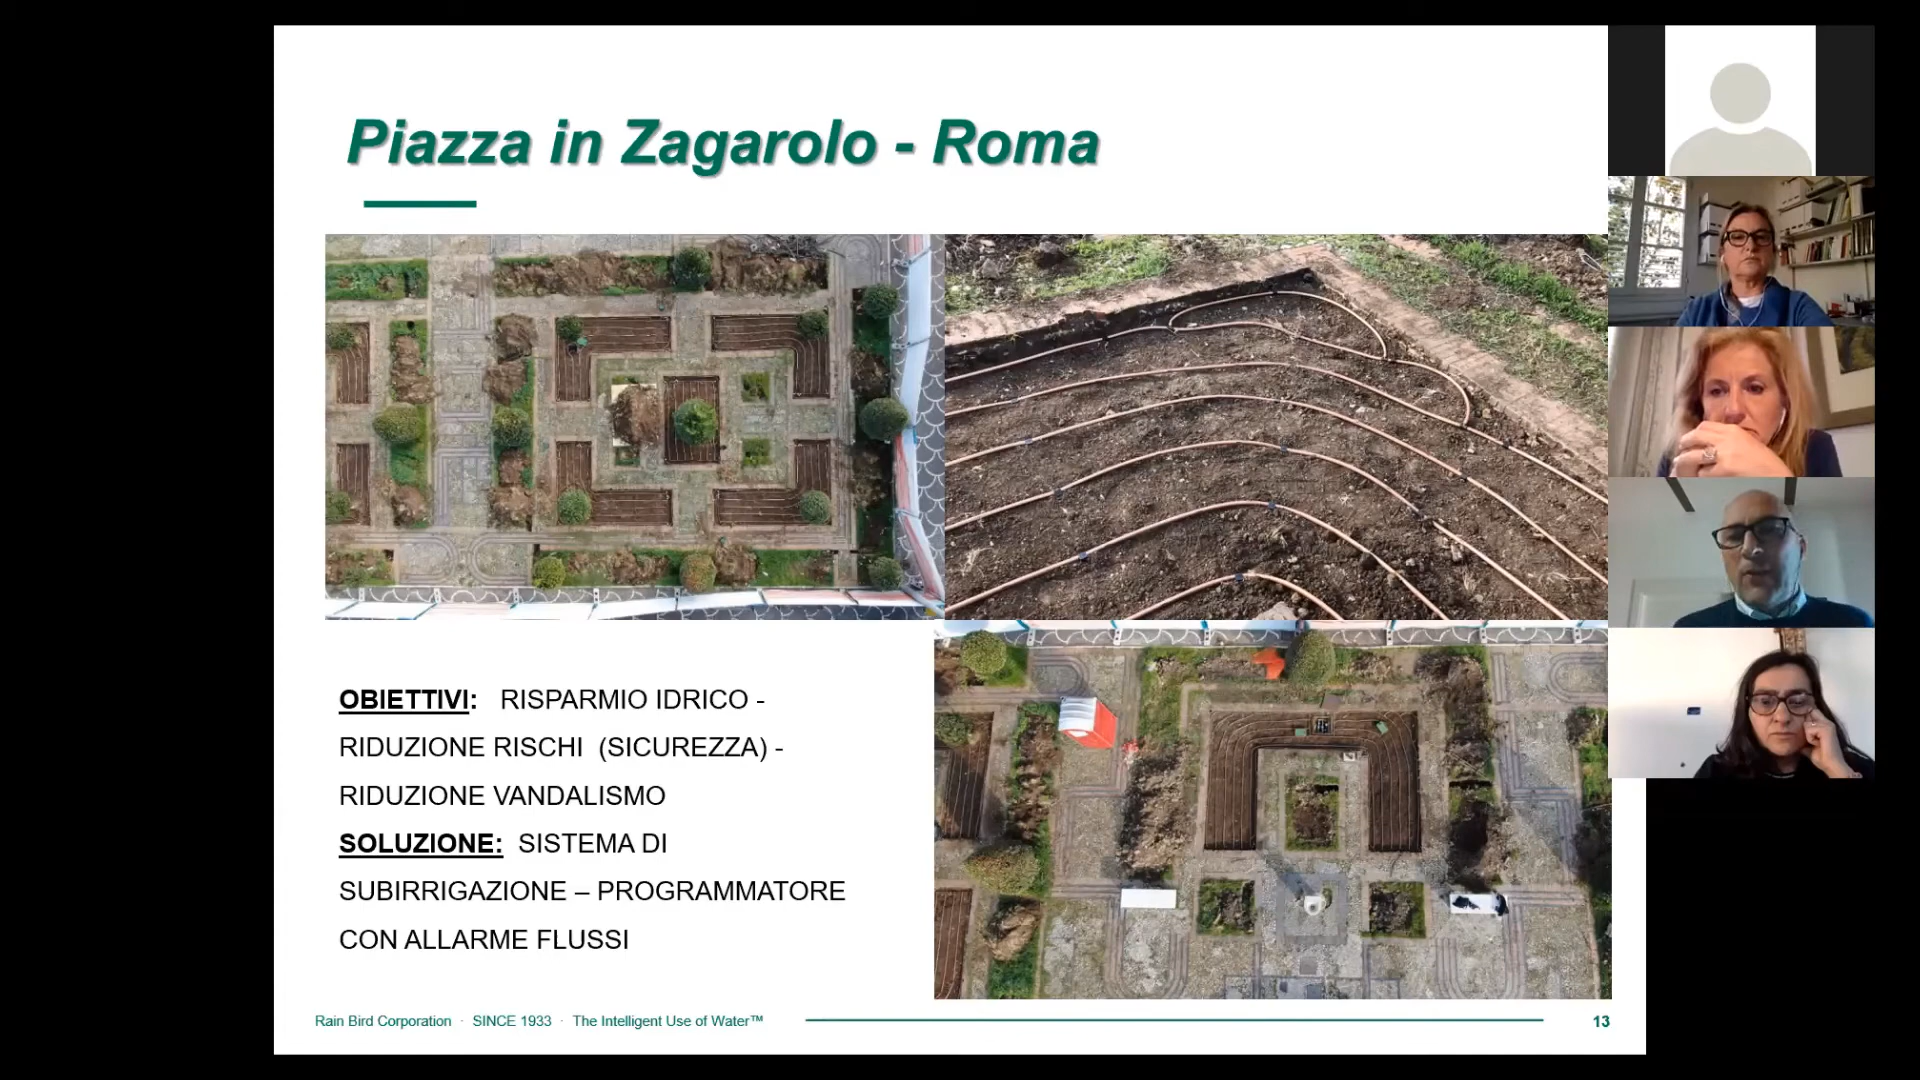 Piazza in Zagarolo - Roma
OBIETTIVI: RISPARMIO IDRICO -
RIDUZIONE RISCHI (SICUREZZA) -
RIDUZIONE VANDALISMO
SOLUZIONE: SISTEMA DI
SUBIRRIGAZIONE – PROGRAMMATORE
CON ALLARME FLUSSI
Rain Bird Corporation · SINCE 1933 · The Intelligent Use of Water™ 13